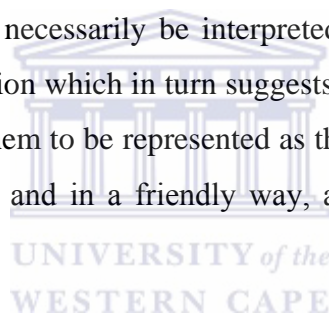 necessarily be interpreted
ion which in turn suggests
em to be represented as th
and in a friendly way, a
UNIVERSITY of the
WESTERN CAPE